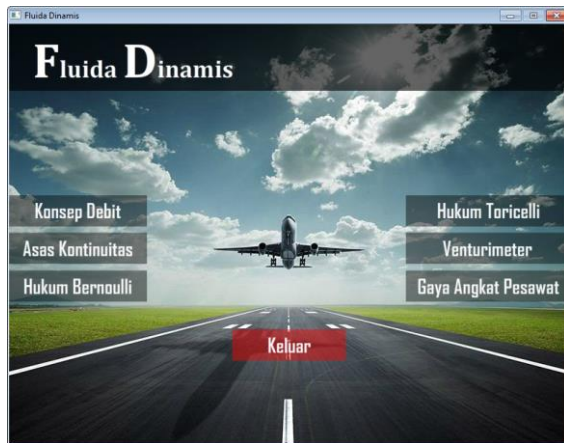 Fluida Dinamis
Fluida Dinamis
Konsep Debit
Asas Kontinuitas
Hukum Bernoulli
Hukum Toricelli
Venturimeter
Gaya Angkat Pesawat
Keluar